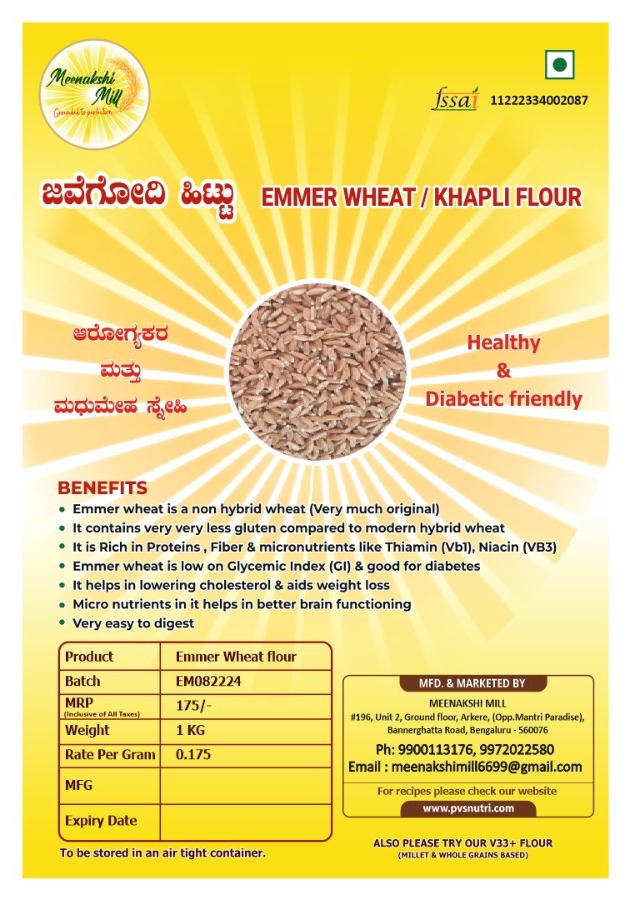 Meenakshi
Mill
Grounded to perfection
fssai 11222334002087
ಜವೆಗೋದಿ ಹಿಟ್ಟು EMMER WHEAT / KHAPLI FLOUR
ಆರೋಗ್ಯಕರ
ಮತ್ತು
ಮಧುಮೇಹ ಸ್ನೇಹಿ
Healthy
&
Diabetic friendly
BENEFITS
• Emmer wheat is a non hybrid wheat (Very much original)
• It contains very very less gluten compared to modern hybrid wheat
• It is Rich in Proteins , Fiber & micronutrients like Thiamin (Vb1), Niacin (VB3)
• Emmer wheat is low on Glycemic Index (GI) & good for diabetes
• It helps in lowering cholesterol & aids weight loss
• Micro nutrients in it helps in better brain functioning
• Very easy to digest
Product Emmer Wheat flour
Batch EM082224
MRP 175/-
(Inclusive of All Taxes)
Weight 1 KG
Rate Per Gram 0.175
MFG
Expiry Date
To be stored in an air tight container.
MFD. & MARKETED BY
MEENAKSHI MILL
#196, Unit 2, Ground floor, Arkere, (Opp.Mantri Paradise),
Bannerghatta Road, Bengaluru - 560076
Ph: 9900113176, 9972022580
Email : meenakshimill6699@gmail.com
For recipes please check our website
www.pvsnutri.com
ALSO PLEASE TRY OUR V33+ FLOUR
(MILLET & WHOLE GRAINS BASED)